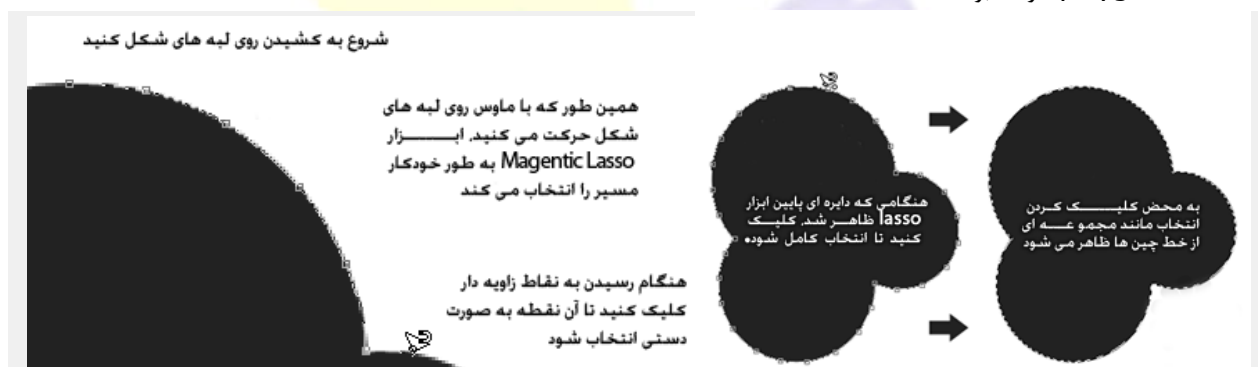 شروع به کشیدن روی لبه های شکل کنید
همین طور که با ماوس روی لبه های
شکل حرکت می کنید, ابـــــزار
Magentic Lasso به طور خودکار
مسیر را انتخاب می کند
هنگام رسیدن به نقاط زاویه دار
کلیک کنید تا آن نقطه به صورت
دستی انتخاب شود
هنگامی که دایره ای پایین ابزار
lasso ظاهـــر شد, کلیـــک
کنید تا انتخاب کامل شود.
به محض کلیـــــک کـردن
انتخاب مانند مجمو عـــه ای
از خط چین ها ظاهر می شود